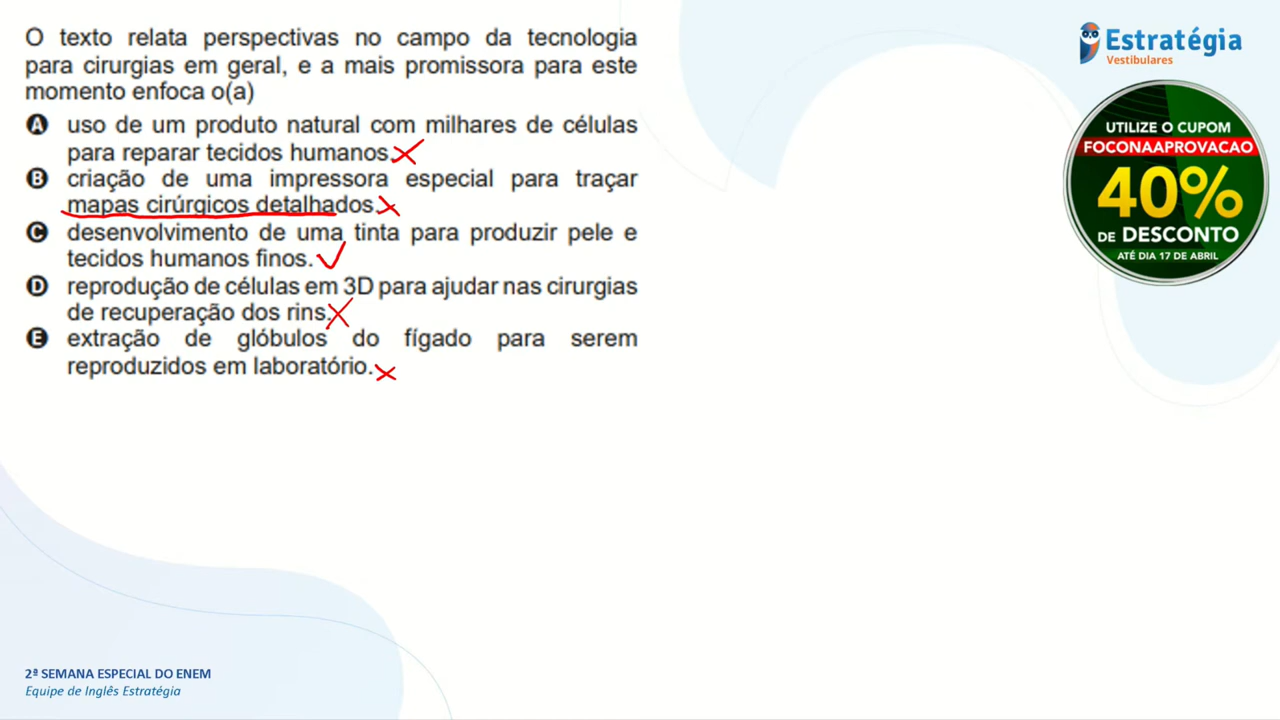 O texto relata perspectivas no campo da tecnologia
para cirurgias em geral, e a mais promissora para este
momento enfoca o(a)
A uso de um produto natural com milhares de células
para reparar tecidos humanos.
B criação de uma impressora especial para traçar
mapas cirúrgicos detalhados.
C desenvolvimento de uma tinta para produzir pele e
tecidos humanos finos.
D reprodução de células em 3D para ajudar nas cirurgias
de recuperação dos rins.
E extração de glóbulos do fígado para serem
reproduzidos em laboratório.
Estratégia
Vestibulares
UTILIZE O CUPOM
FOCONAAPROVACAO
40%
DE DESCONTO
ATÉ DIA 17 DE ABRIL
2ª SEMANA ESPECIAL DO ENEM
Equipe de Inglês Estratégia